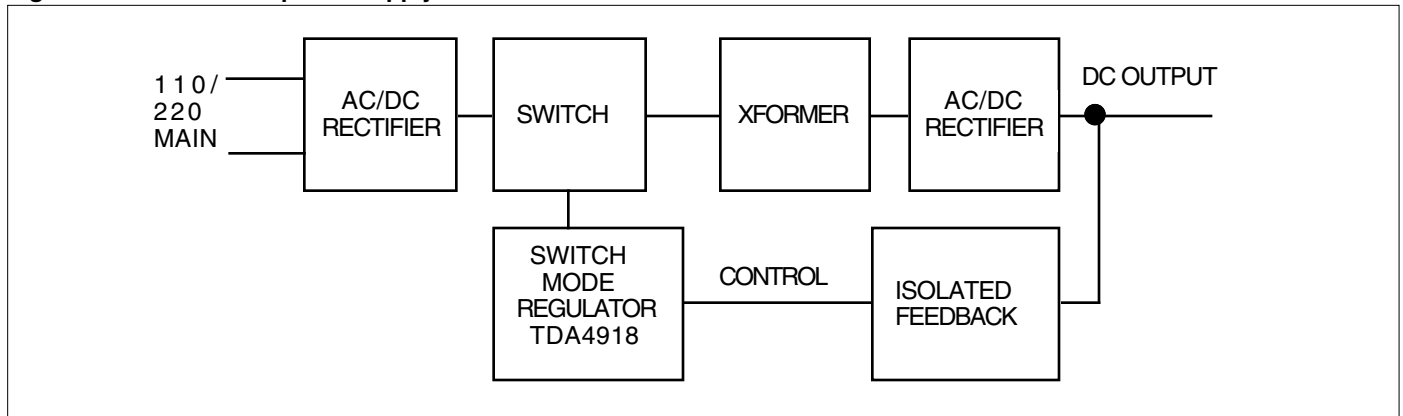 110/
220
MAIN
AC/DC
RECTIFIER
SWITCH
XFORMER
AC/DC
RECTIFIER
DC OUTPUT
SWITCH
MODE
REGULATOR
TDA4918
CONTROL
ISOLATED
FEEDBACK